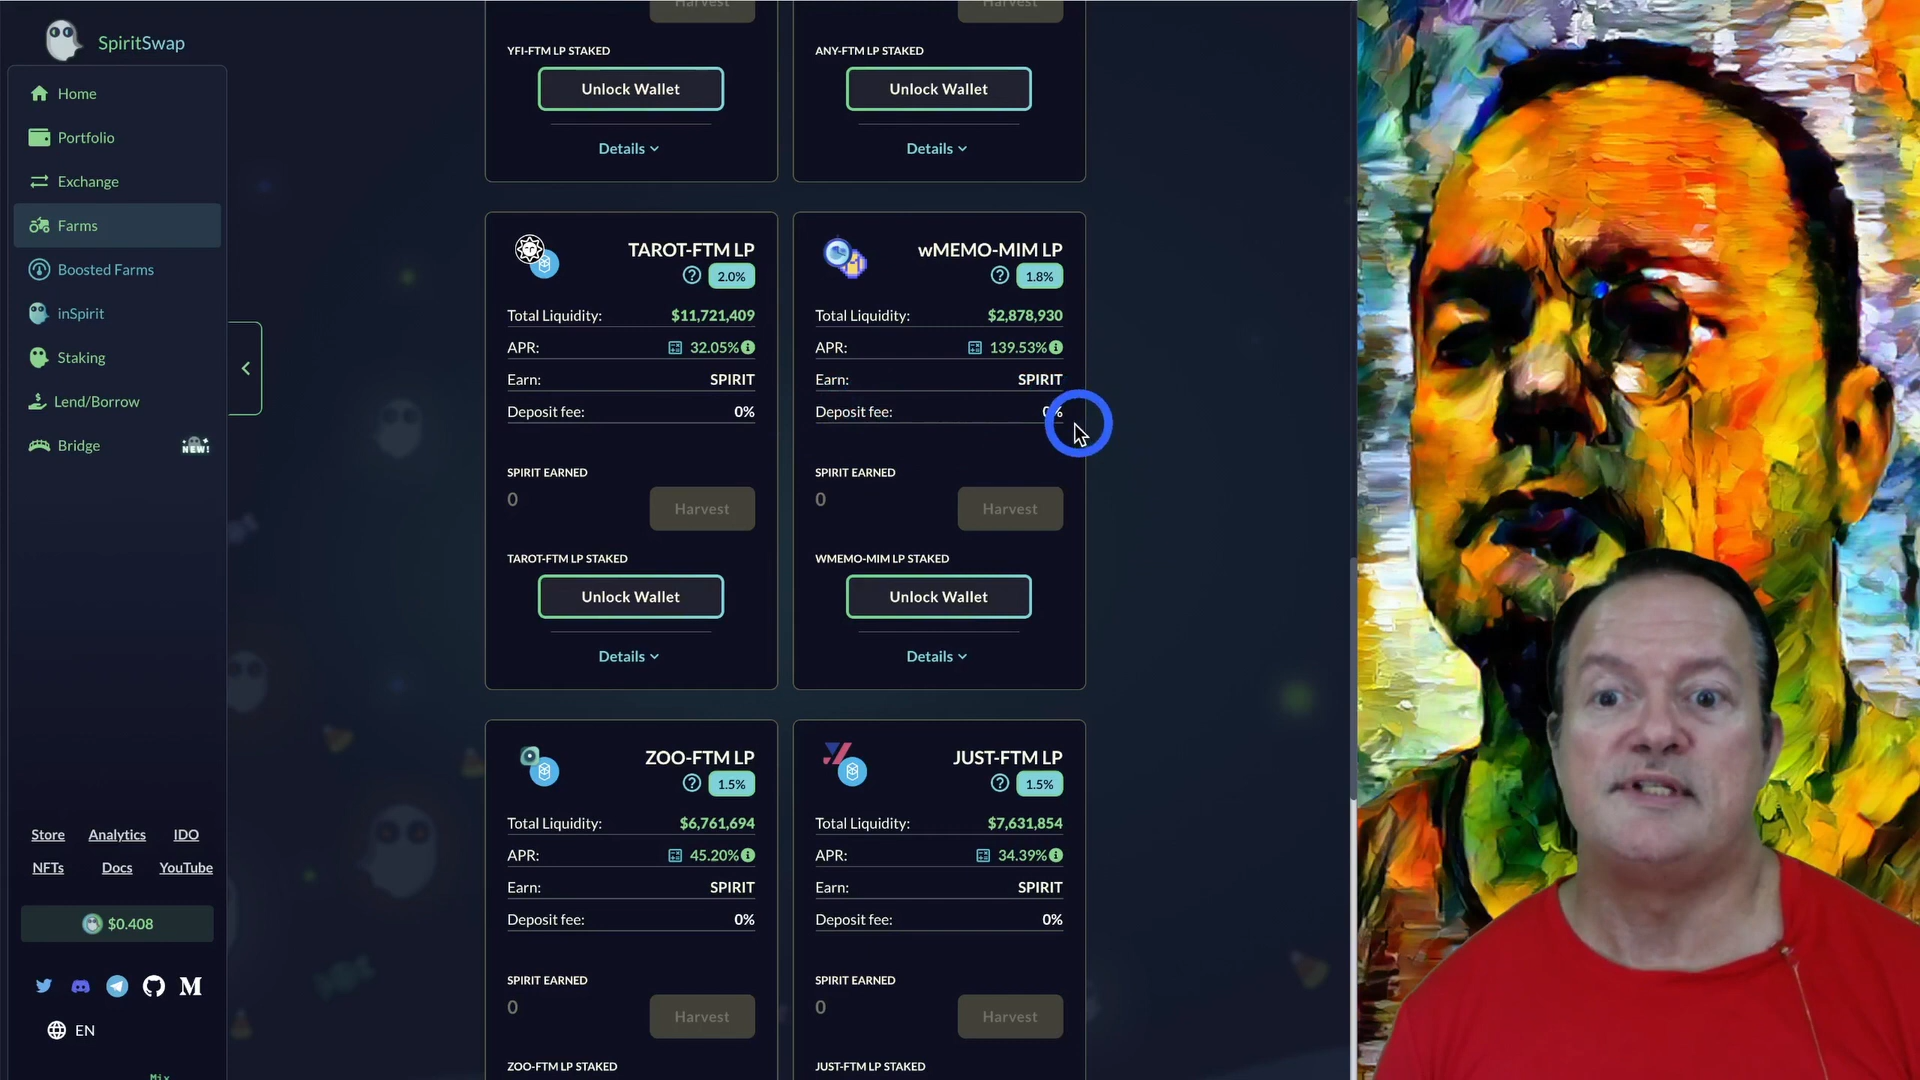 SpiritSwap
Home
Portfolio
Exchange
Farms
Boosted Farms
inSpirit
Staking
Lend/Borrow
Bridge
NEW!
Store Analytics IDO
NFTs Docs YouTube
$0.408
EN
Mix
Harvest
YFI-FTM LP STAKED
Unlock Wallet
Details
Harvest
ANY-FTM LP STAKED
Unlock Wallet
Details
TAROT-FTM LP
2.0%
Total Liquidity: $11,721,409
APR: 32.05%
Earn: SPIRIT
Deposit fee: 0%
SPIRIT EARNED
0 Harvest
TAROT-FTM LP STAKED
Unlock Wallet
Details
wMEMO-MIM LP
1.8%
Total Liquidity: $2,878,930
APR: 139.53%
Earn: SPIRIT
Deposit fee: 0%
SPIRIT EARNED
0 Harvest
WMEMO-MIM LP STAKED
Unlock Wallet
Details
ZOO-FTM LP
1.5%
Total Liquidity: $6,761,694
APR: 45.20%
Earn: SPIRIT
Deposit fee: 0%
SPIRIT EARNED
0 Harvest
ZOO-FTM LP STAKED
JUST-FTM LP
1.5%
Total Liquidity: $7,631,854
APR: 34.39%
Earn: SPIRIT
Deposit fee: 0%
SPIRIT EARNED
0 Harvest
JUST-FTM LP STAKED